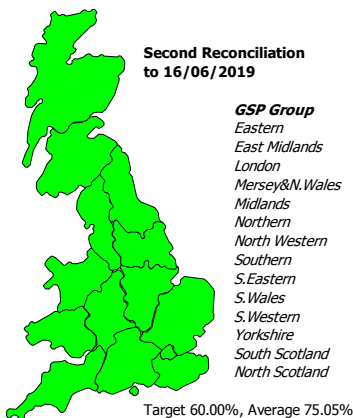 Second Reconciliation
to 16/06/2019
GSP Group
Eastern
East Midlands
London
Mersey&N.Wales
Midlands
Northern
North Western
Southern
S.Eastern
S.Wales
S.Western
Yorkshire
South Scotland
North Scotland
Target 60.00%, Average 75.05%